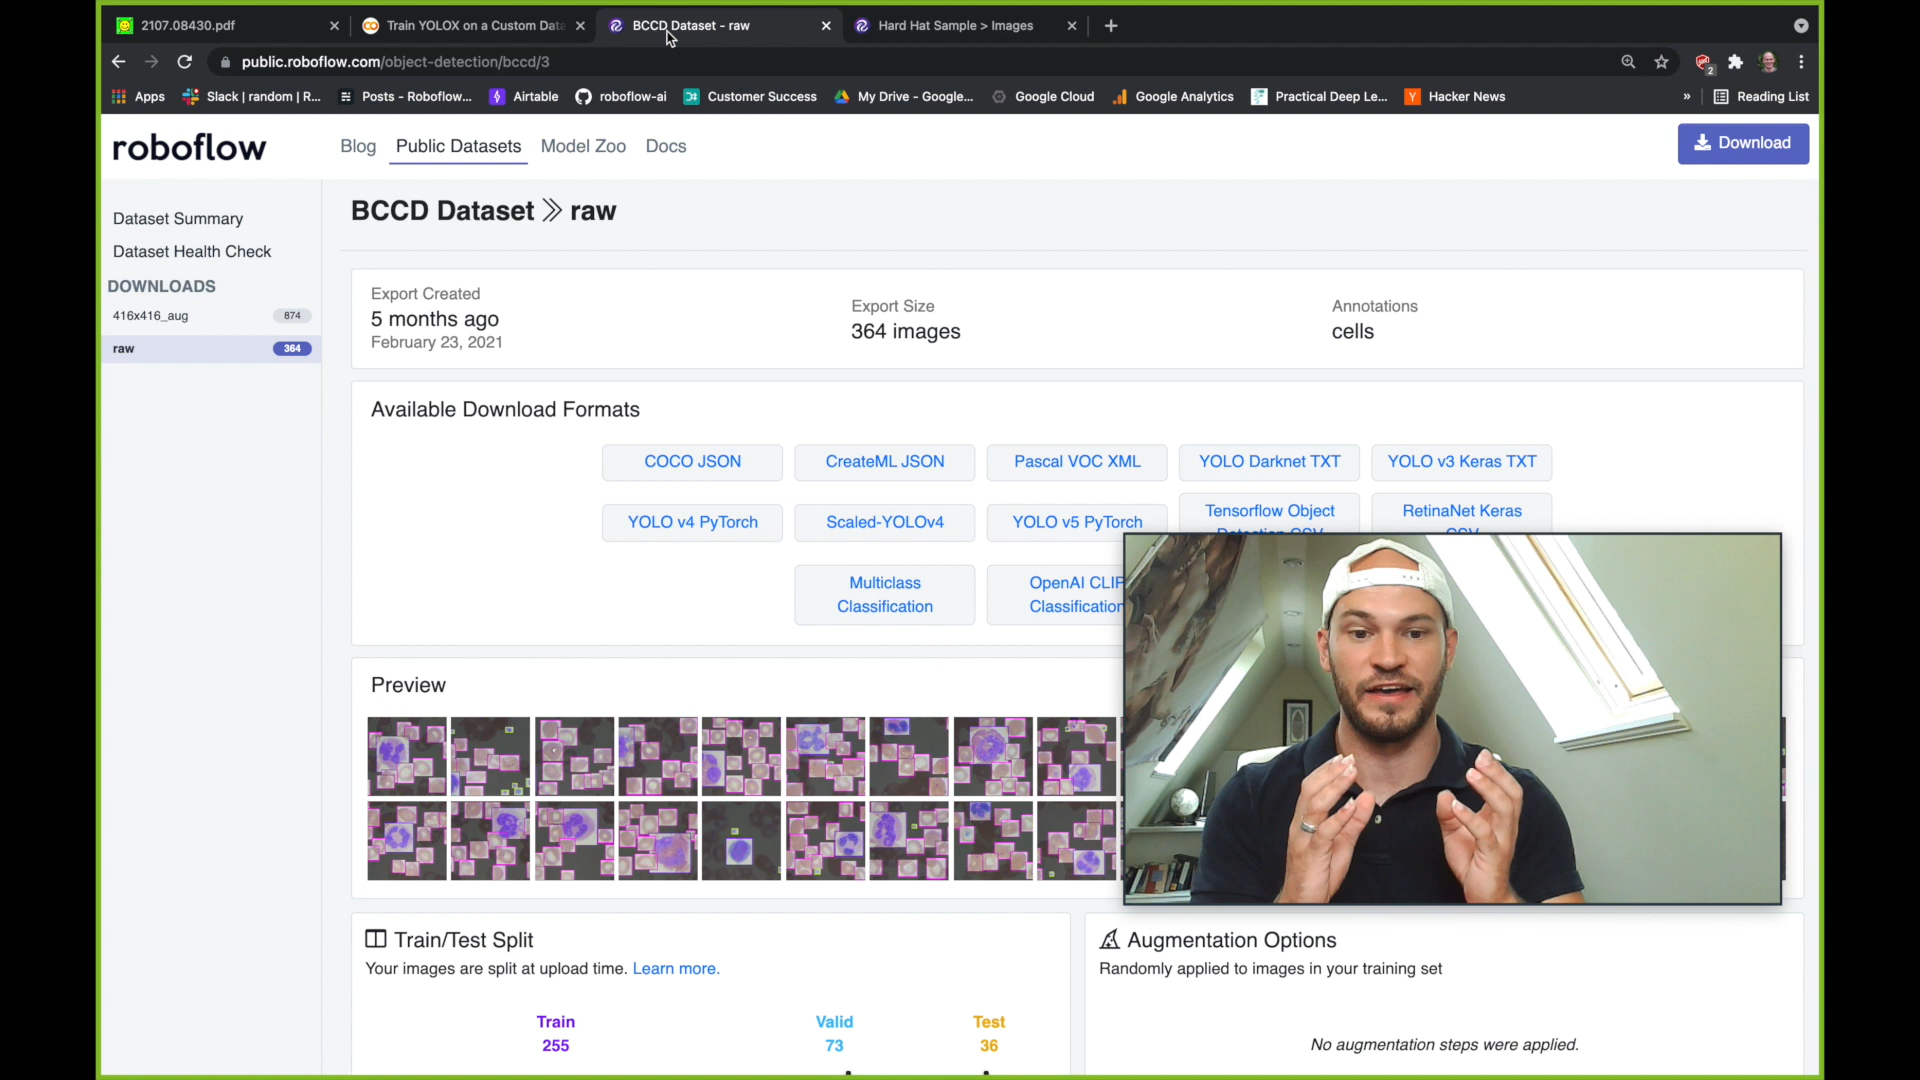 2107.08430.pdf
Train YOLOX on a Custom Data
BCCD Dataset - raw
Hard Hat Sample > Images
public.roboflow.com/object-detection/bccd/3
2
Apps
Slack | random | R...
Posts - Roboflow...
Airtable
roboflow-ai
Customer Success
My Drive - Google...
Google Cloud
Google Analytics
Practical Deep Le...
Y
Hacker News
»
Reading List
roboflow
Blog
Public Datasets
Model Zoo
Docs
Download
Dataset Summary
Dataset Health Check
DOWNLOADS
416x416_aug
874
raw
364
BCCD Dataset >> raw
Export Created
5 months ago
February 23, 2021
Export Size
364 images
Annotations
cells
Available Download Formats
COCO JSON
CreateML JSON
Pascal VOC XML
YOLO Darknet TXT
YOLO v3 Keras TXT
YOLO v4 PyTorch
Scaled-YOLOv4
YOLO v5 PyTorch
Tensorflow Object
Detection CSV
RetinaNet Keras
CSV
Multiclass
Classification
OpenAI CLIP
Classification
Preview
Train/Test Split
Your images are split at upload time. Learn more.
Train
255
Valid
73
Test
36
Augmentation Options
Randomly applied to images in your training set
No augmentation steps were applied.